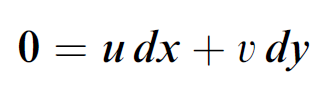 0 = u dx + v dy